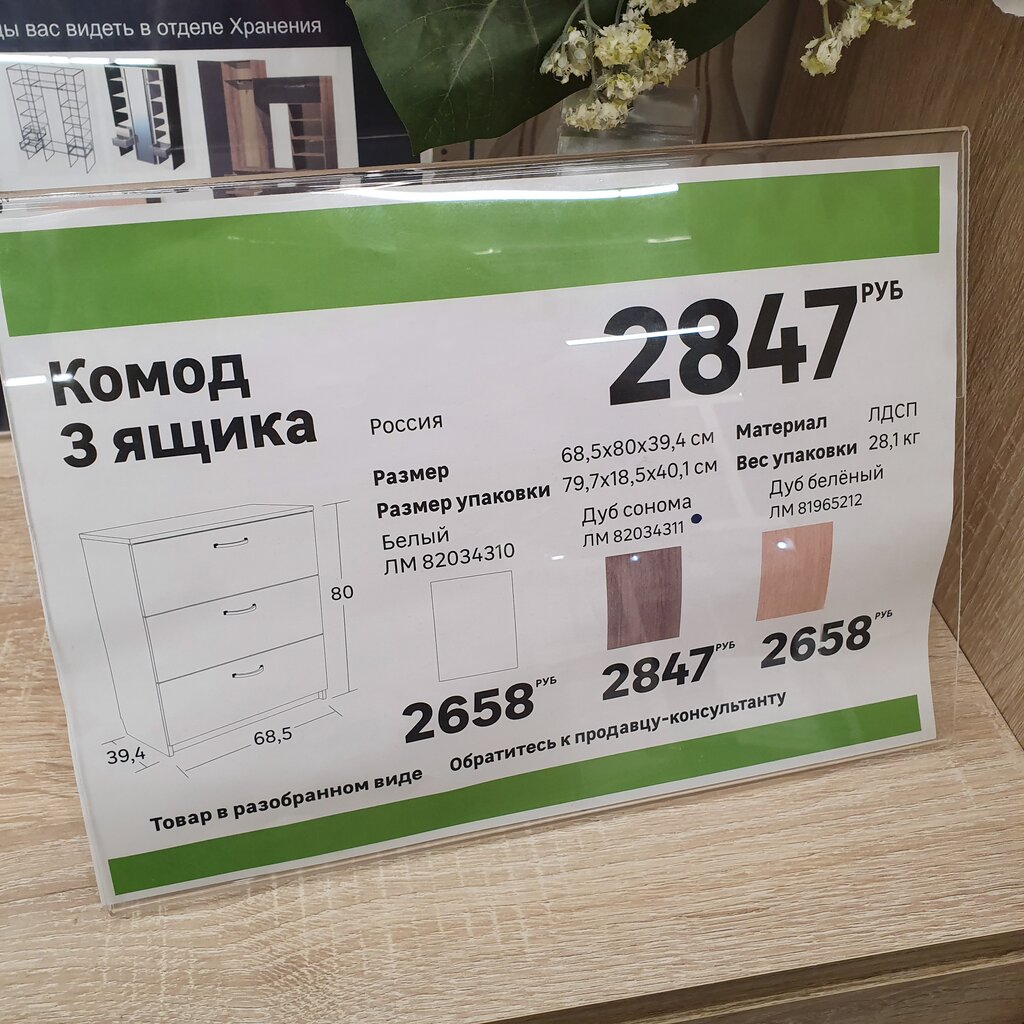 вас видеть в отделе Хранения
2847 РУБ
Комод
3 ящика
Россия
Размер 68,5x80x39,4 см
Размер упаковки 79,7x18,5x40,1 см
Материал ЛДСП
Вес упаковки 28,1 кг
Белый
ЛМ 82034310
2658 РУБ
Дуб сонома
ЛМ 82034311
2847 РУБ
Дуб белёный
ЛМ 81965212
2658 РУБ
80
68,5
39,4
Товар в разобранном виде
Обратитесь к продавцу-консультанту